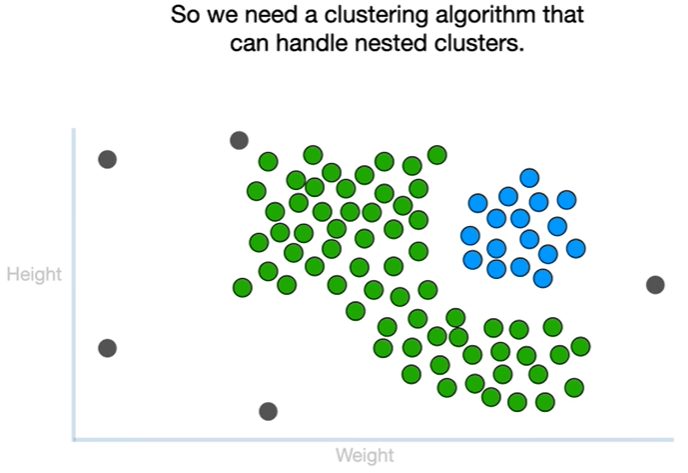 So we need a clustering algorithm that
can handle nested clusters.
Height
Weight